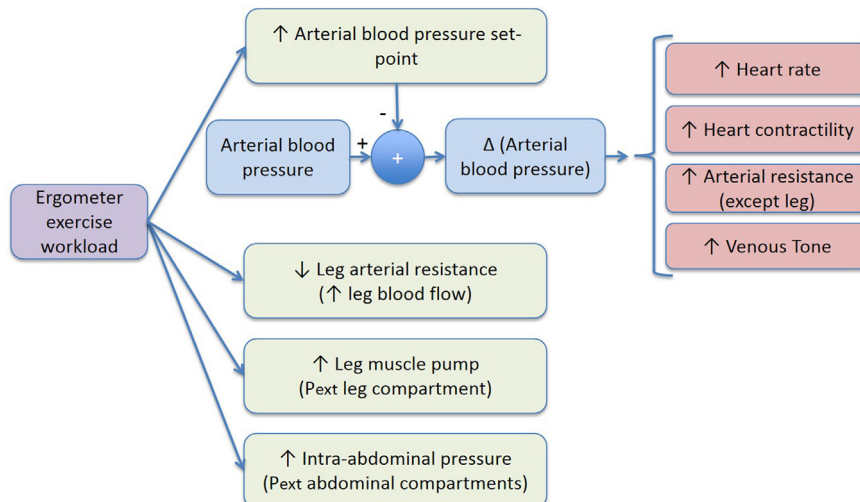 ↑ Arterial blood pressure set-
point
-
Arterial blood
pressure
+
+
Δ (Arterial
blood pressure)
↑ Heart rate
↑ Heart contractility
↑ Arterial resistance
(except leg)
↑ Venous Tone
Ergometer
exercise
workload
↓ Leg arterial resistance
(↑ leg blood flow)
↑ Leg muscle pump
(Pext leg compartment)
↑ Intra-abdominal pressure
(Pext abdominal compartments)